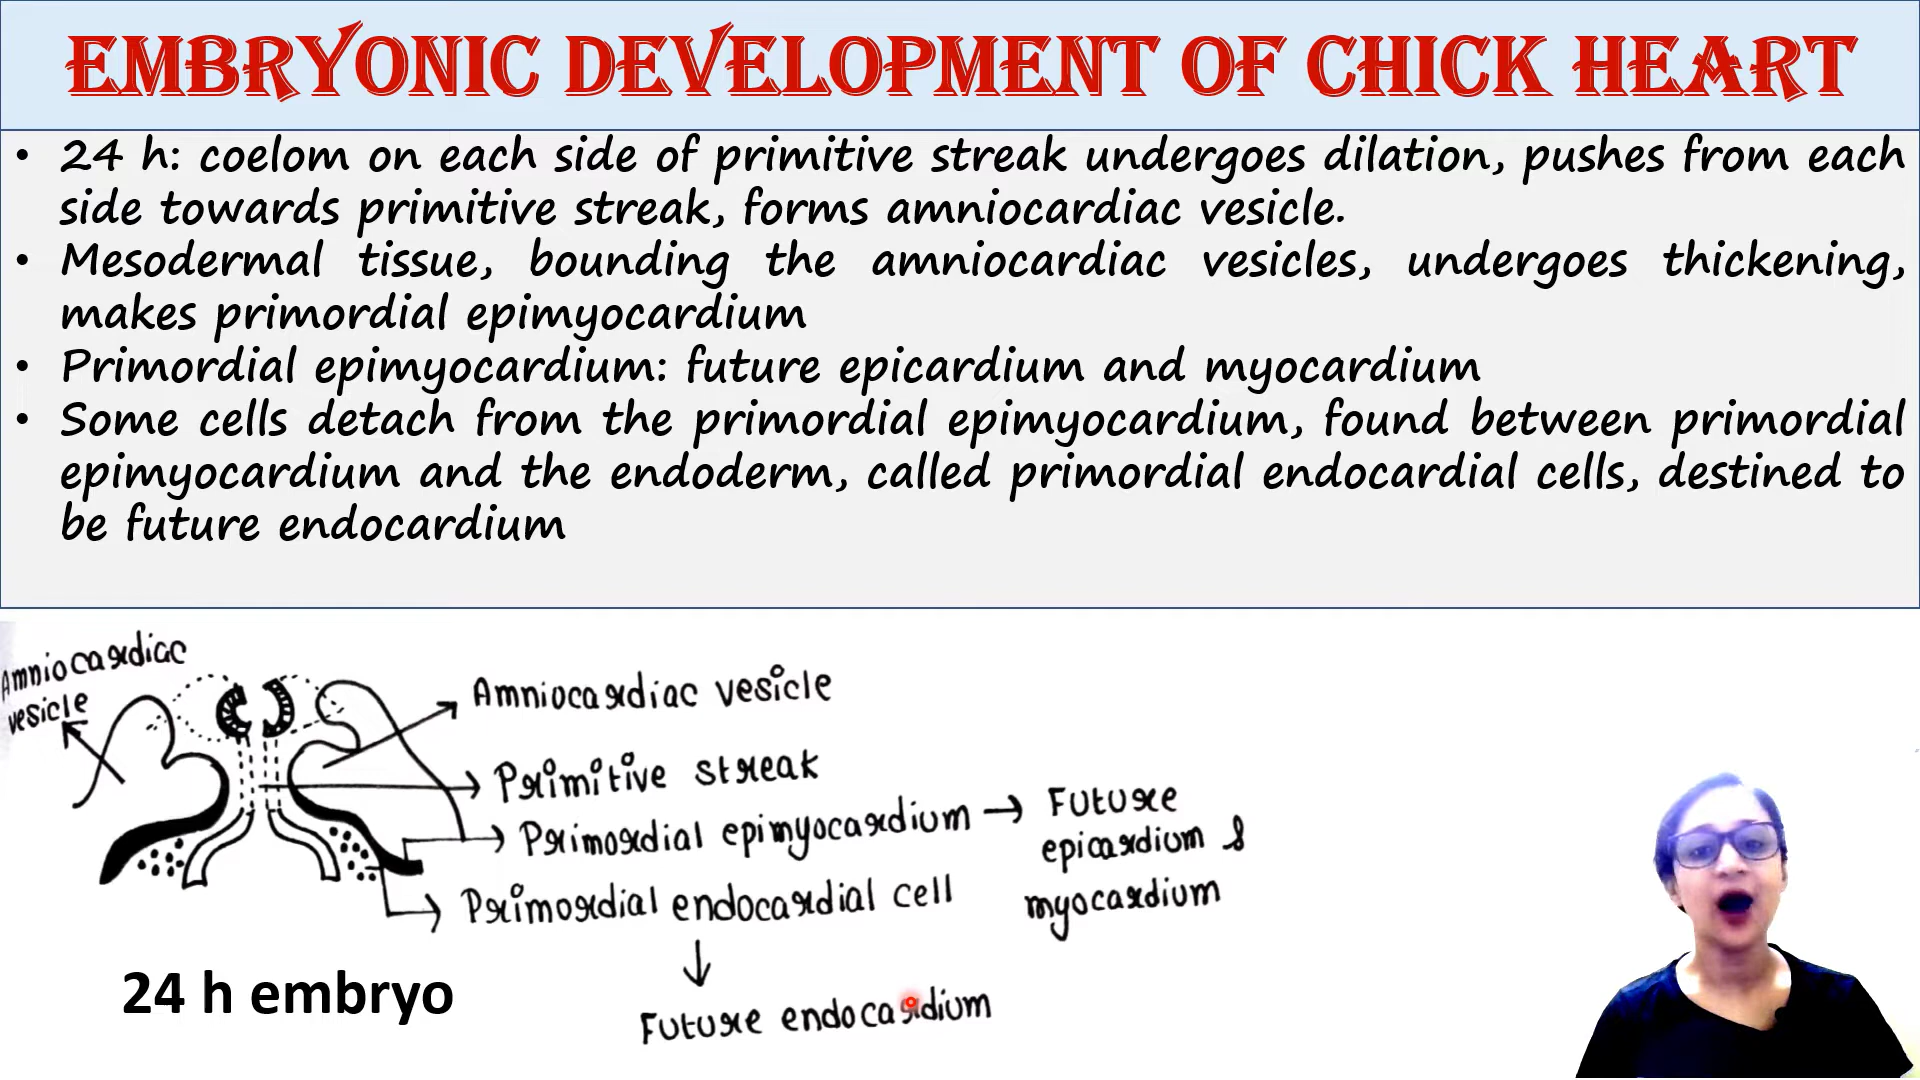 EMBRYONIC DEVELOPMENT OF CHICK HEART
• 24 h: coelom on each side of primitive streak undergoes dilation, pushes from each
side towards primitive streak, forms amniocardiac vesicle.
• Mesodermal tissue, bounding the amniocardiac vesicles, undergoes thickening,
makes primordial epimyocardium
• Primordial epimyocardium: future epicardium and myocardium
• Some cells detach from the primordial epimyocardium, found between primordial
epimyocardium and the endoderm, called primordial endocardial cells, destined to
be future endocardium
Amniocardiac
vesicle
Amniocardiac vesicle
Primitive streak
Primordial epimyocardium → Future
epicardium &
myocardium
Primordial endocardial cell
↓
Future endocardium
24 h embryo